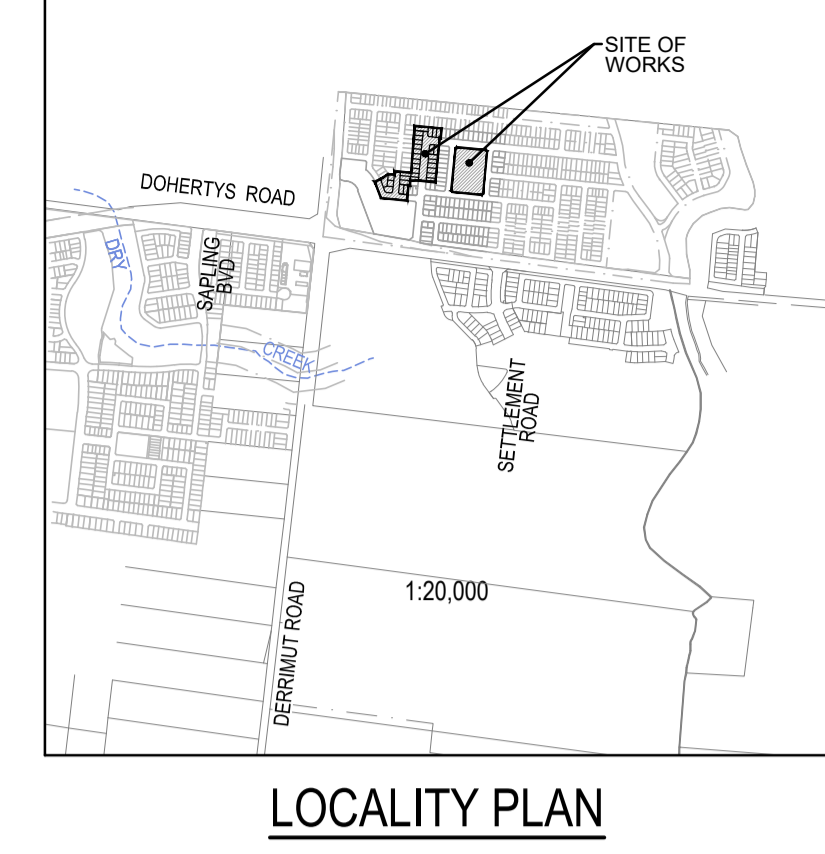 SITE OF
WORKS
DOHERTYS ROAD
DRY
SAPLING
BVD
CREEK
SETTLEMENT
ROAD
1:20,000
DERRIMUT ROAD
LOCALITY PLAN